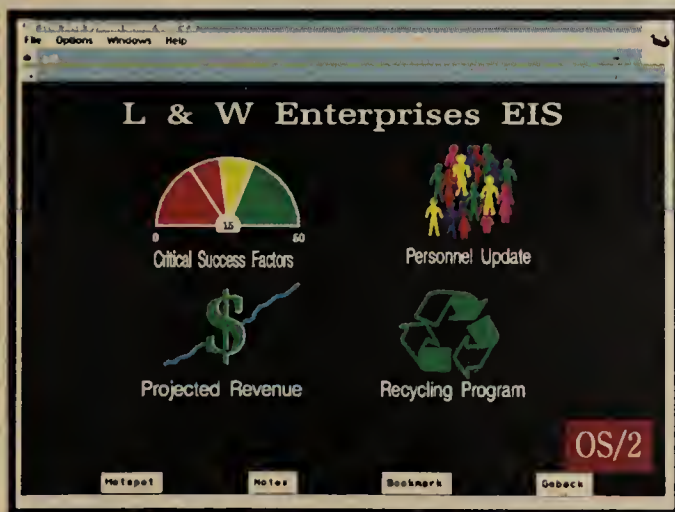 File Options Windows Help
L & W Enterprises EIS
15
0 60
Critical Success Factors
Personnel Update
Projected Revenue
Recycling Program
OS/2
Hotspot Notes Bookmark Goback